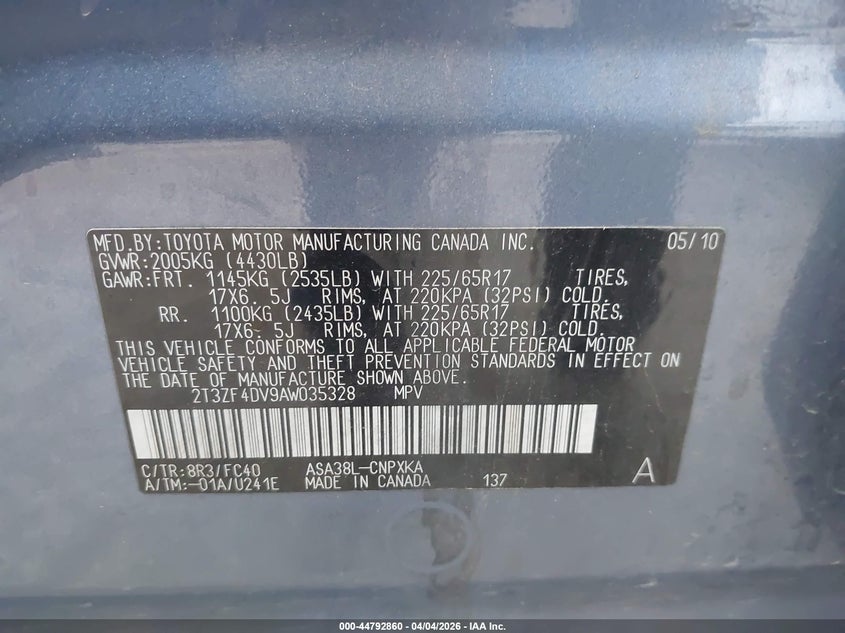 MFD.BY:TOYOTA MOTOR MANUFACTURING CANADA INC. 05/10
GVWR:2005KG (4430LB)
GAWR:FRT. 1145KG (2535LB) WITH 225/65R17 TIRES,
17X6. 5J RIMS, AT 220KPA (32PSI) COLD.
RR. 1100KG (2435LB) WITH 225/65R17 TIRES,
17X6. 5J RIMS, AT 220KPA (32PSI) COLD.
THIS VEHICLE CONFORMS TO ALL APPLICABLE FEDERAL MOTOR
VEHICLE SAFETY AND THEFT PREVENTION STANDARDS IN EFFECT ON
THE DATE OF MANUFACTURE SHOWN ABOVE.
2T3ZF4DV9AW035328 MPV
C/TR:8R3/FC40 ASA38L-CNPXKA
A/TM:-01A/U241E MADE IN CANADA 137 A
000-44792860 - 04/04/2026 - IAA Inc.